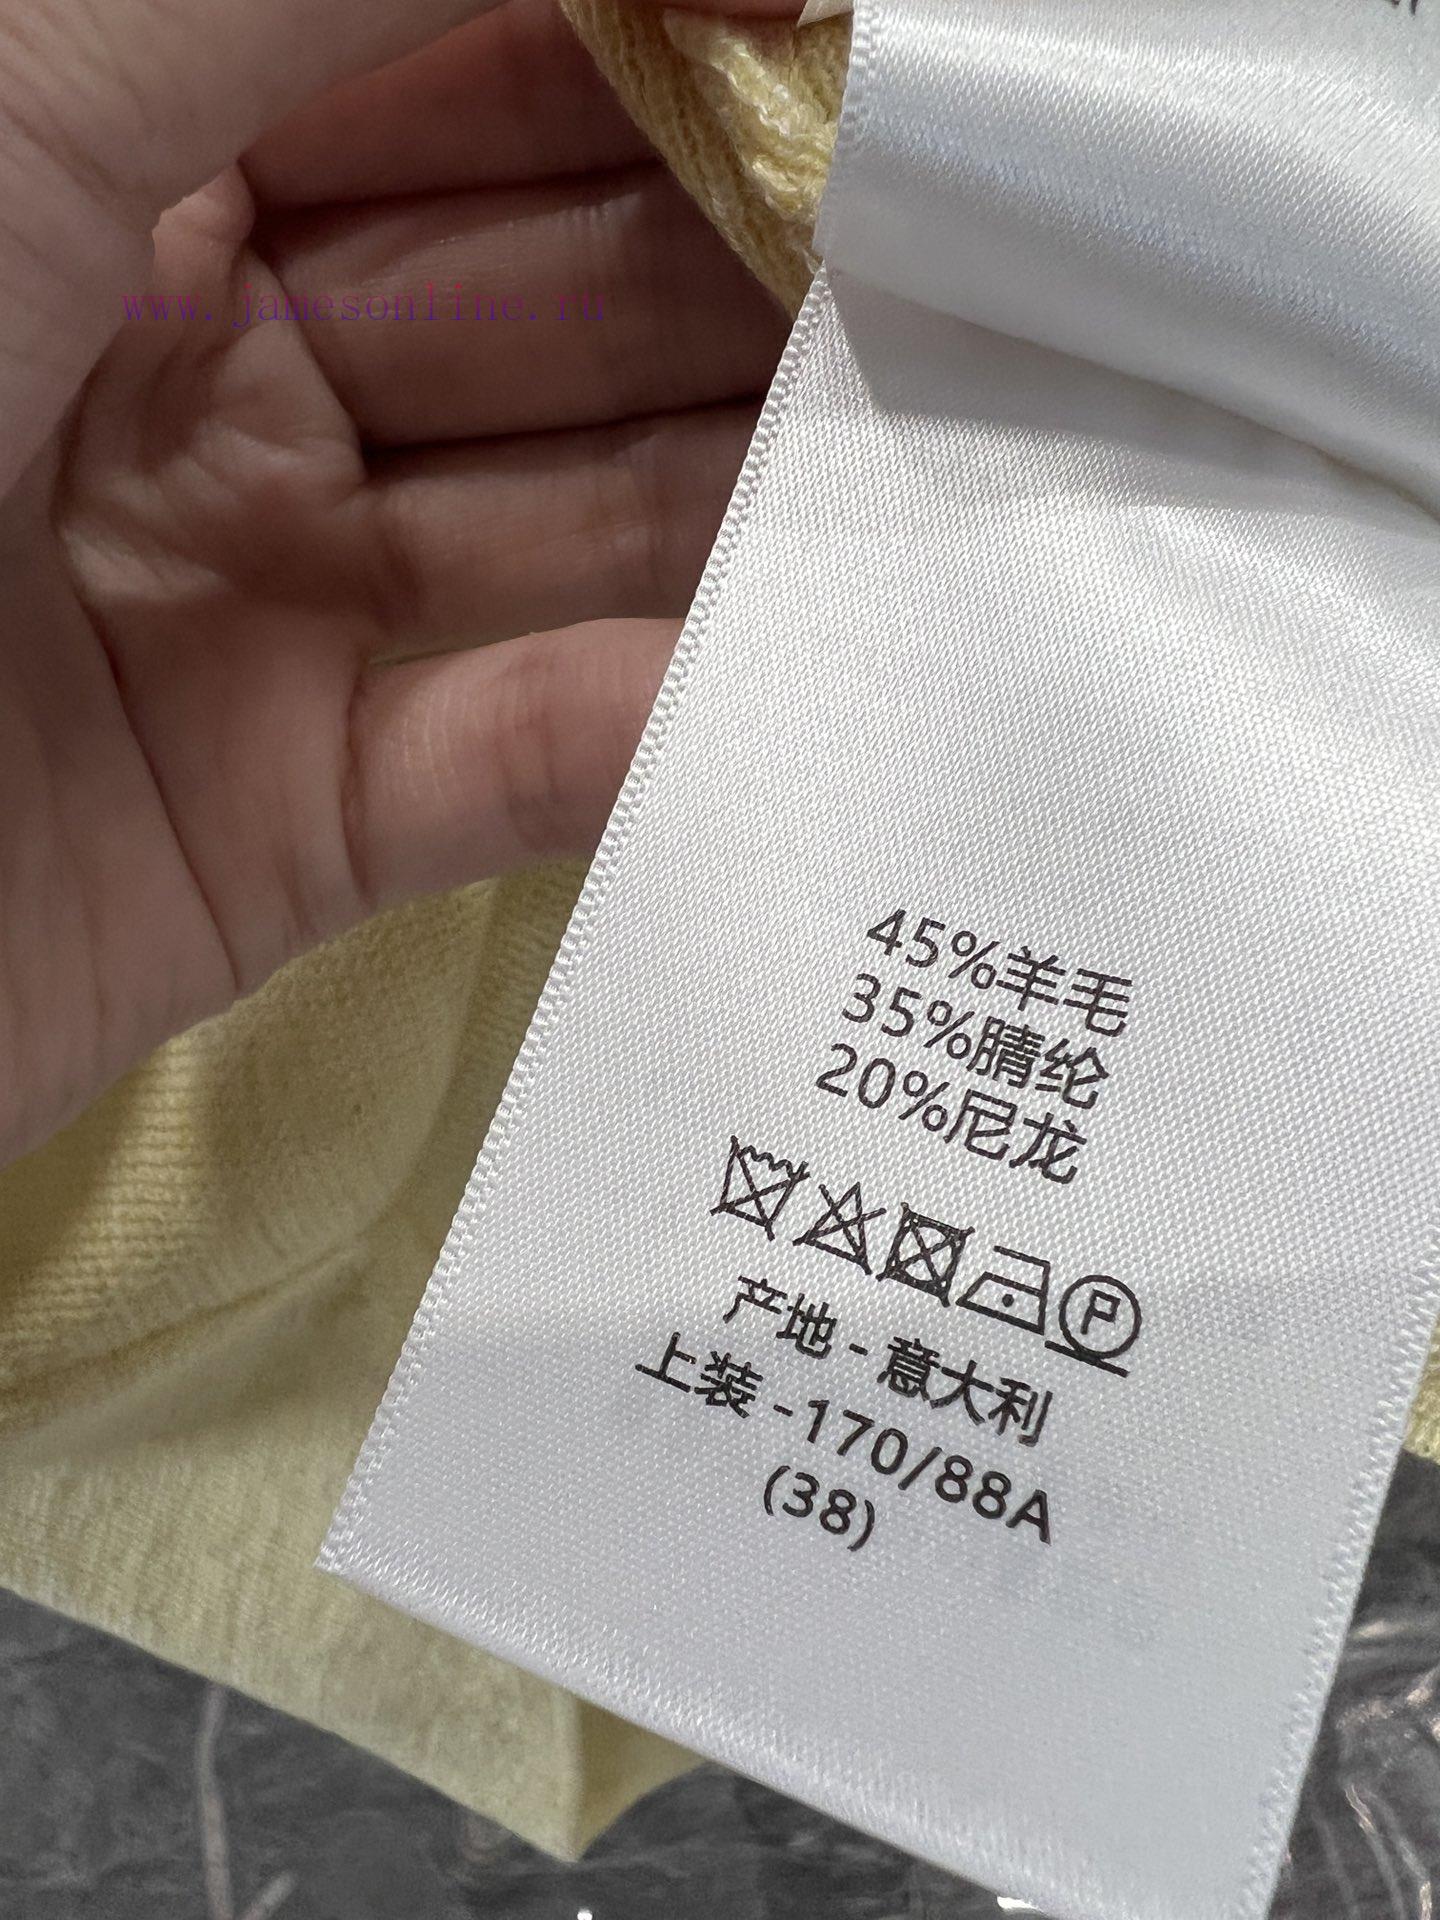 www.jamesonline.ru
45%羊毛
35%腈纶
20%尼龙
P
产地 - 意大利
上装 -170/88A
(38)